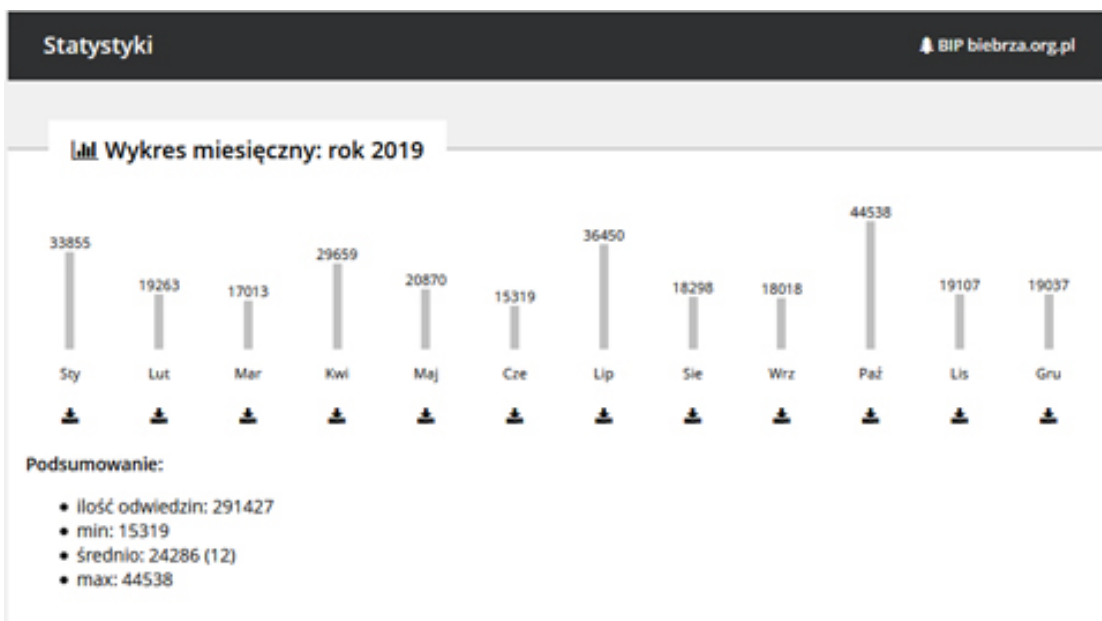 Statystyki
BIP biebrza.org.pl
Wykres miesięczny: rok 2019
33855 19263 17013 29659 20870 15319 36450 18298 18018 44538 19107 19037
Sty Lut Mar Kwi Maj Cze Lip Sie Wrz Paź Lis Gru
Podsumowanie:
• ilość odwiedzin: 291427
• min: 15319
• średnio: 24286 (12)
• max: 44538